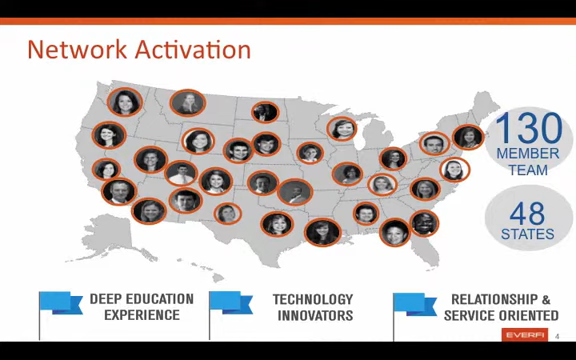 Network Activation
130
MEMBER
TEAM
48
STATES
DEEP EDUCATION
EXPERIENCE
TECHNOLOGY
INNOVATORS
RELATIONSHIP &
SERVICE ORIENTED
EVERFI
4